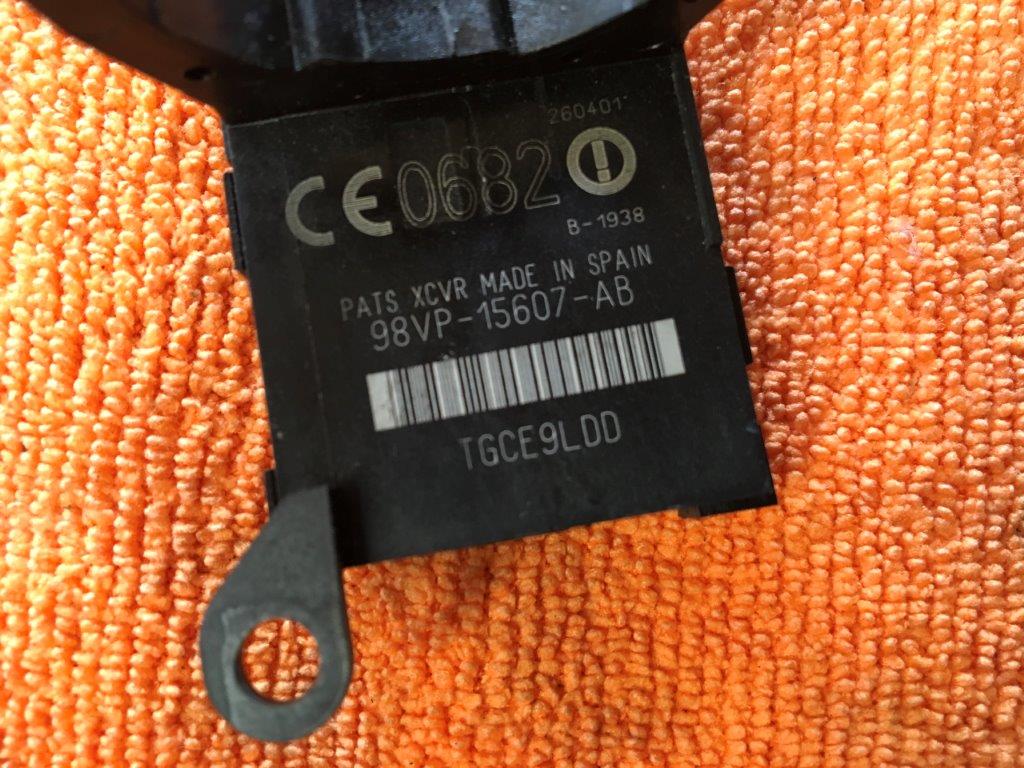 260401
CE0682
B-1938
PATS XCVR MADE IN SPAIN
98VP-15607-AB
TGCE9LDD